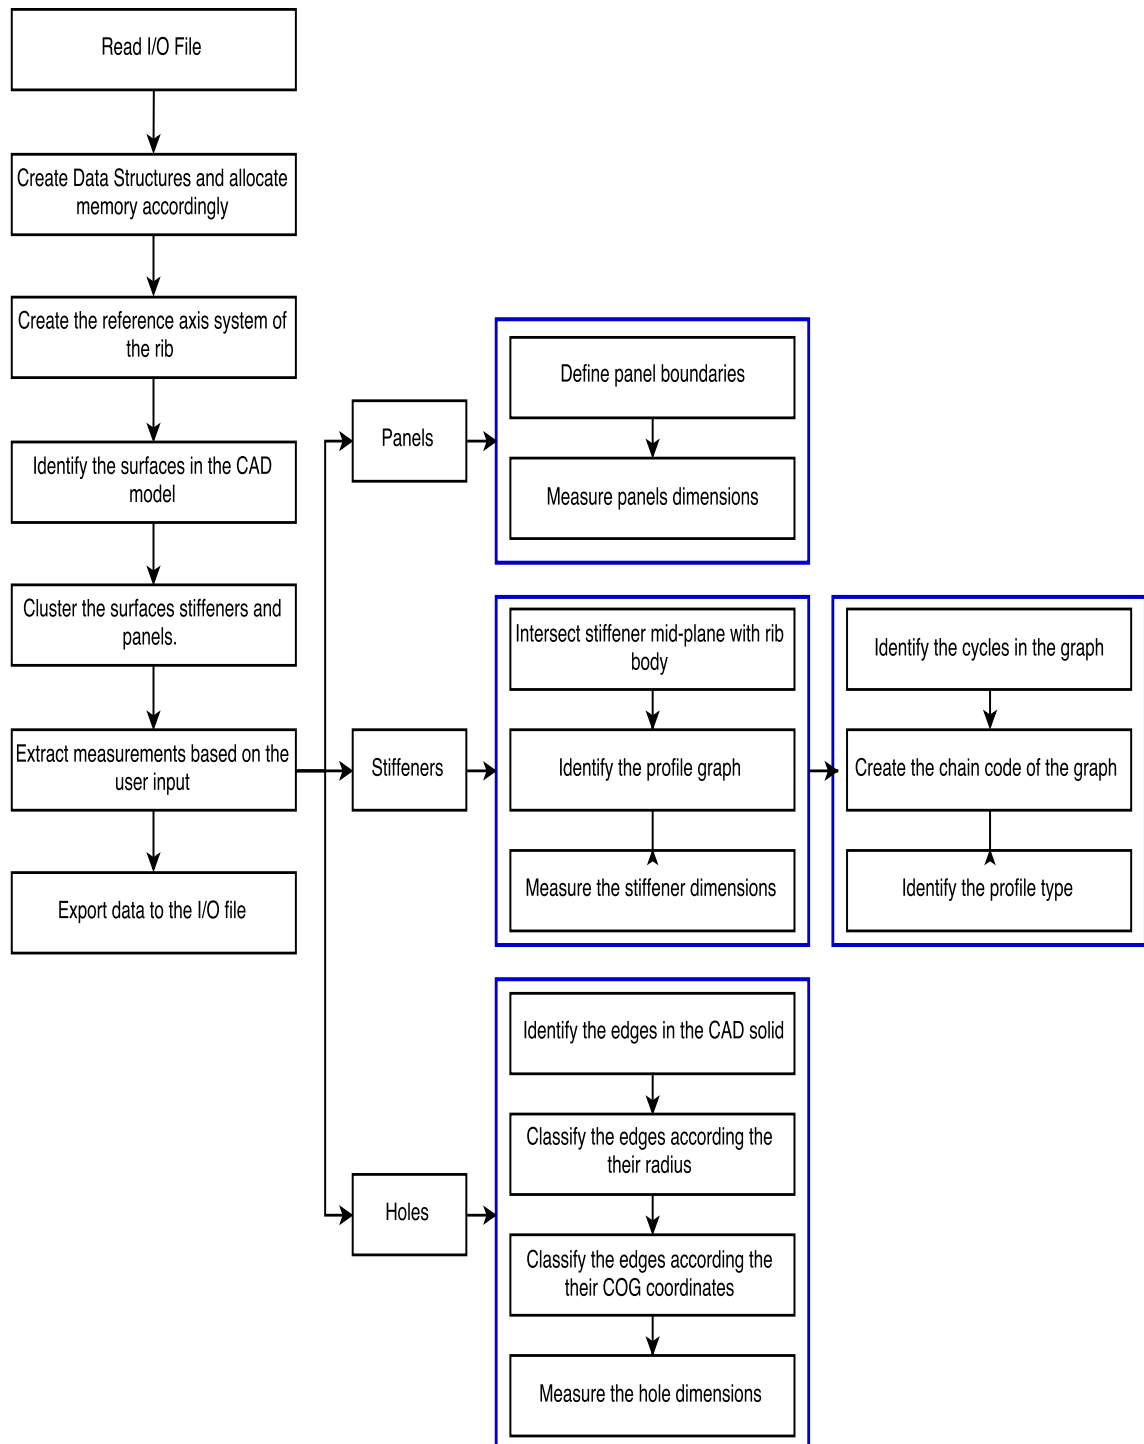 Read I/O File
Create Data Structures and allocate
memory accordingly
Create the reference axis system of
the rib
Identify the surfaces in the CAD
model
Cluster the surfaces stiffeners and
panels.
Extract measurements based on the
user input
Export data to the I/O file
Panels
Define panel boundaries
Measure panels dimensions
Stiffeners
Intersect stiffener mid-plane with rib
body
Identify the profile graph
Measure the stiffener dimensions
Identify the cycles in the graph
Create the chain code of the graph
Identify the profile type
Holes
Identify the edges in the CAD solid
Classify the edges according the
their radius
Classify the edges according the
their COG coordinates
Measure the hole dimensions